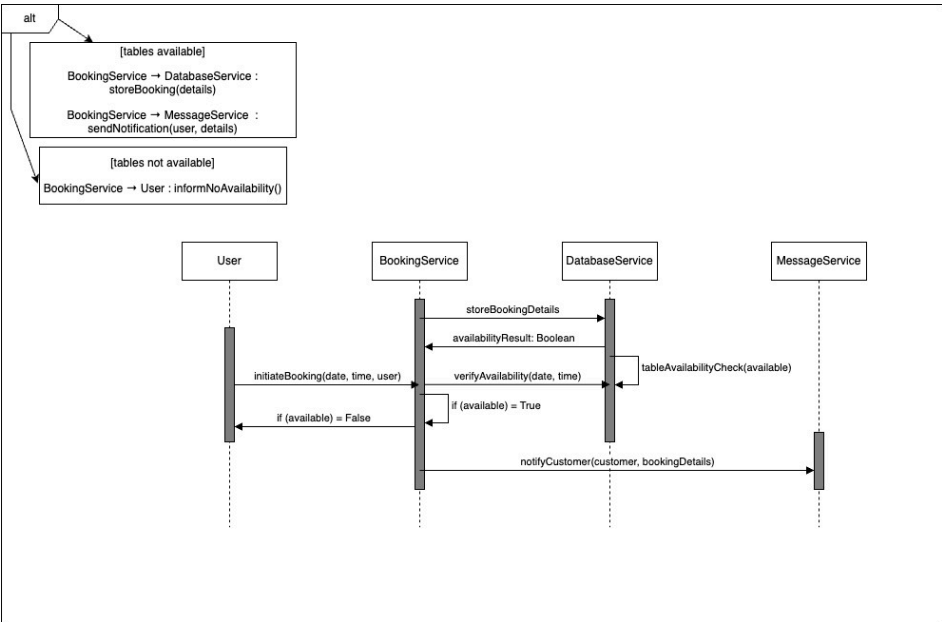 alt
[tables available]
BookingService → DatabaseService :
storeBooking(details)
BookingService → MessageService :
sendNotification(user, details)
[tables not available]
BookingService → User : informNoAvailability()
User
BookingService
DatabaseService
MessageService
storeBookingDetails
availabilityResult: Boolean
tableAvailabilityCheck(available)
initiateBooking(date, time, user)
verifyAvailability(date, time)
if (available) = True
if (available) = False
notifyCustomer(customer, bookingDetails)